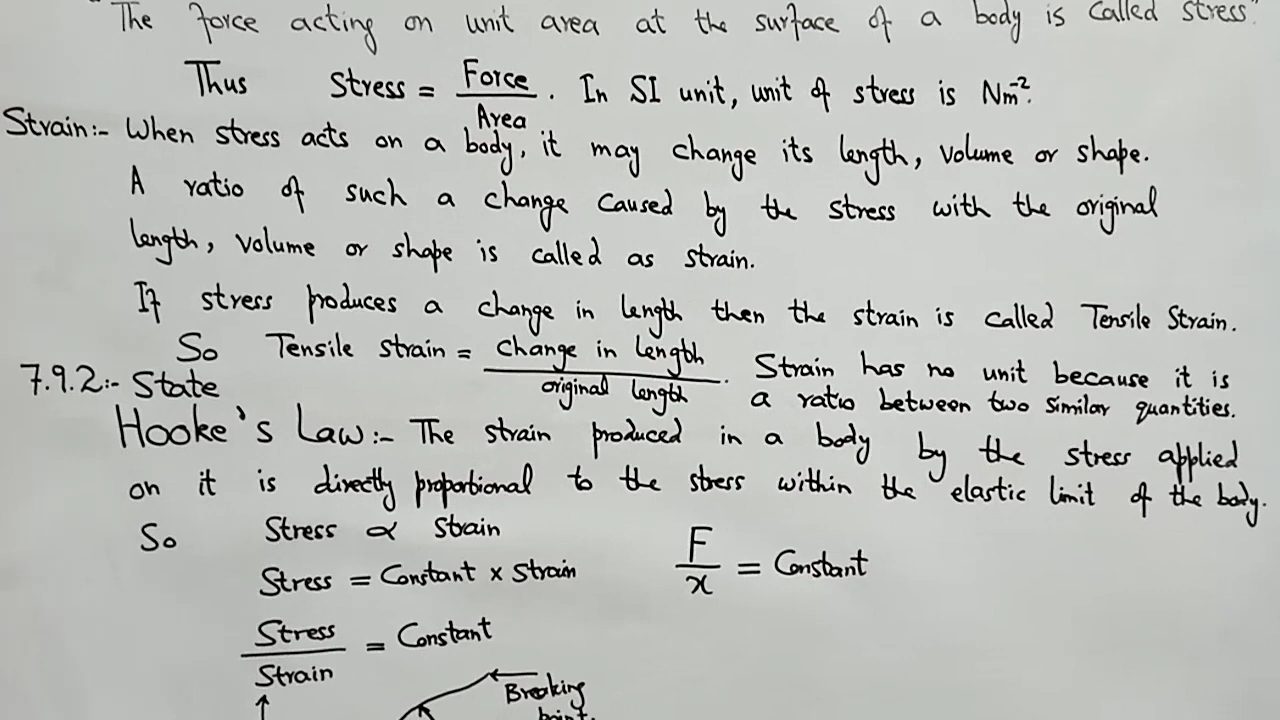 "The force acting on unit area at the surface of a body is called stress"
Thus Stress = Force / Area . In SI unit, unit of stress is Nm⁻².
Strain:- When stress acts on a body, it may change its length, volume or shape.
A ratio of such a change caused by the stress with the original
length, volume or shape is called as strain.
If stress produces a change in length then the strain is called Tensile Strain.
So Tensile strain = change in length / original length . Strain has no unit because it is
a ratio between two similar quantities.
7.9.2:- State
Hooke's Law:- The strain produced in a body by the stress applied
on it is directly proportional to the stress within the elastic limit of the body.
So Stress ∝ Strain
Stress = Constant x Strain
F / x = Constant
Stress / Strain = Constant
Breaking
point.